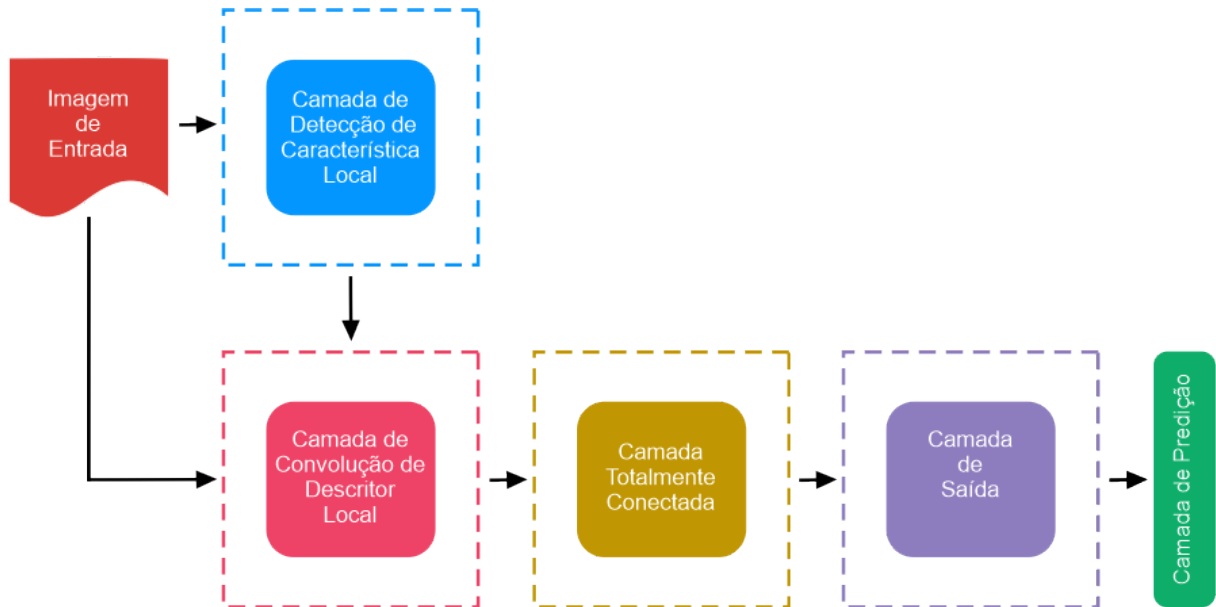 Imagem
de
Entrada
Camada de
Detecção de
Característica
Local
Camada de
Convolução de
Descritor
Local
Camada
Totalmente
Conectada
Camada
de
Saída
Camada de Predição